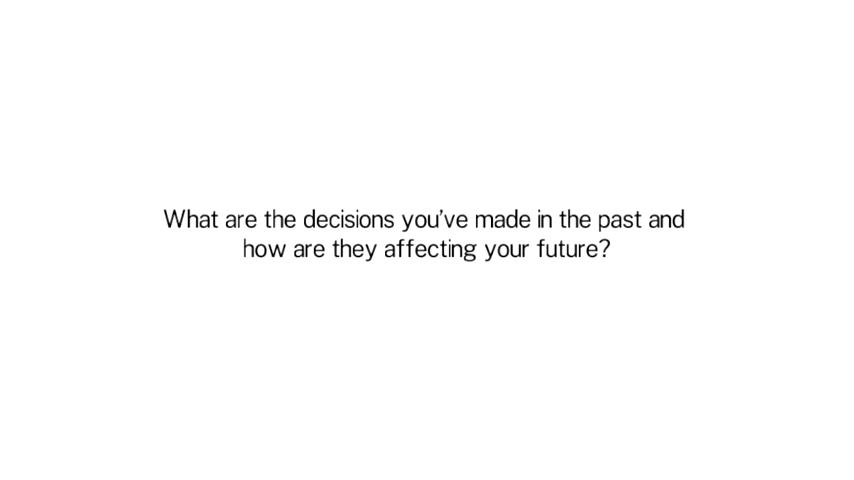 What are the decisions you’ve made in the past and
how are they affecting your future?